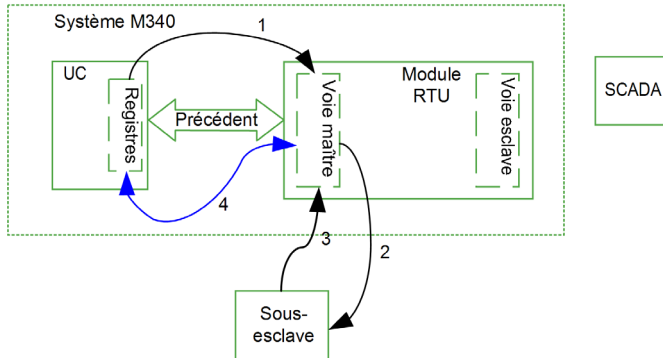 Système M340
1
UC
Registres
Précédent
Voie maître
Module
RTU
Voie esclave
SCADA
4
3
2
Sous-
esclave